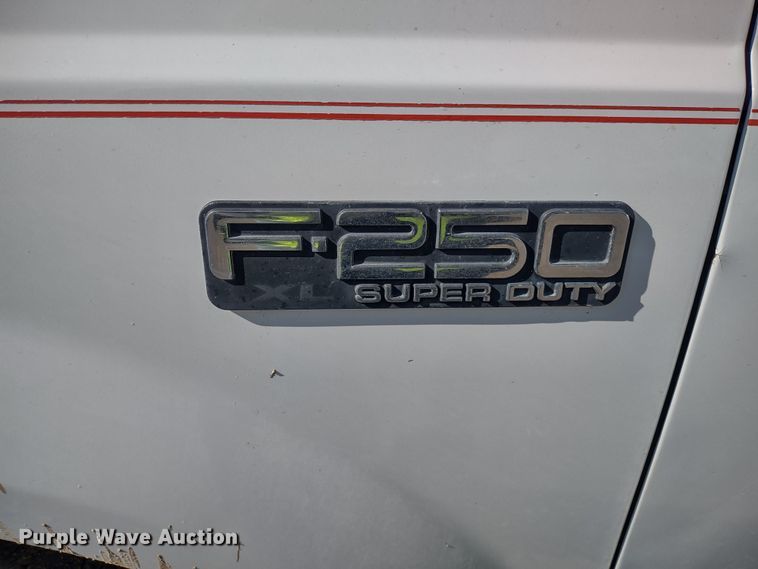 F-250
XL SUPER DUTY
Purple Wave Auction